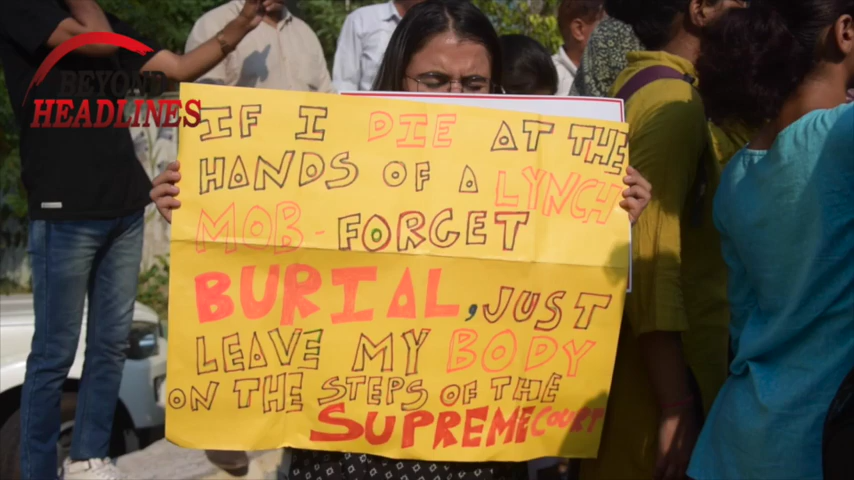 BEYOND
HEADLINES
IF I DIE AT THE
HANDS OF A LYNCH
MOB - FORGET
BURIAL, JUST
LEAVE MY BODY
ON THE STEPS OF THE
SUPREME COURT